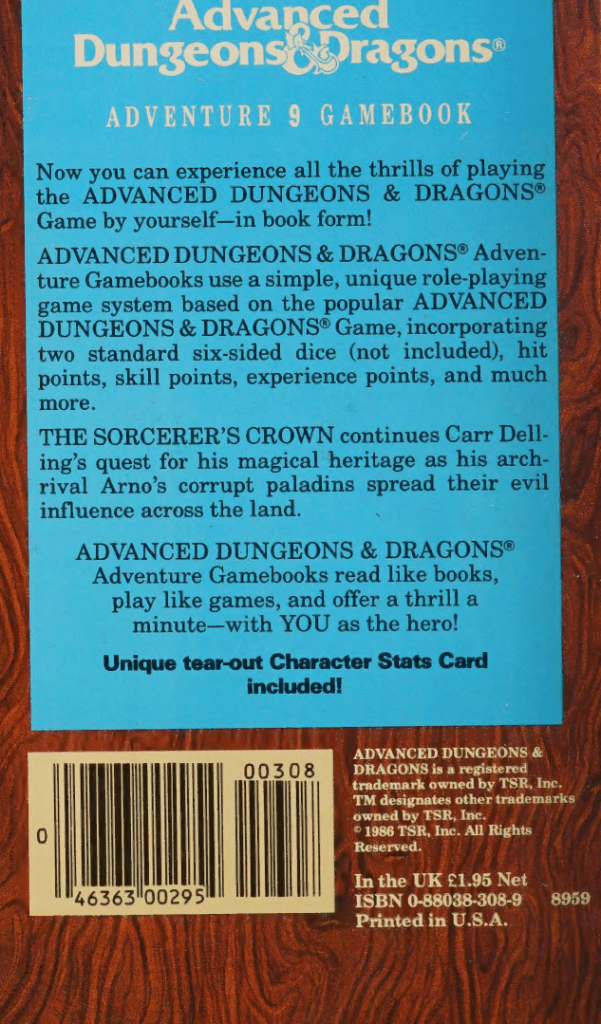 Advanced
Dungeons & Dragons®
ADVENTURE 9 GAMEBOOK
Now you can experience all the thrills of playing
the ADVANCED DUNGEONS & DRAGONS®
Game by yourself—in book form!
ADVANCED DUNGEONS & DRAGONS® Adven-
ture Gamebooks use a simple, unique role-playing
game system based on the popular ADVANCED
DUNGEONS & DRAGONS® Game, incorporating
two standard six-sided dice (not included), hit
points, skill points, experience points, and much
more.
THE SORCERER'S CROWN continues Carr Dell-
ing's quest for his magical heritage as his arch-
rival Arno's corrupt paladins spread their evil
influence across the land.
ADVANCED DUNGEONS & DRAGONS®
Adventure Gamebooks read like books,
play like games, and offer a thrill a
minute—with YOU as the hero!
Unique tear-out Character Stats Card
included!
00308
0
46363 00295
ADVANCED DUNGEONS &
DRAGONS is a registered
trademark owned by TSR, Inc.
TM designates other trademarks
owned by TSR, Inc.
© 1986 TSR, Inc. All Rights
Reserved.
In the UK £1.95 Net
ISBN 0-88038-308-9 8959
Printed in U.S.A.